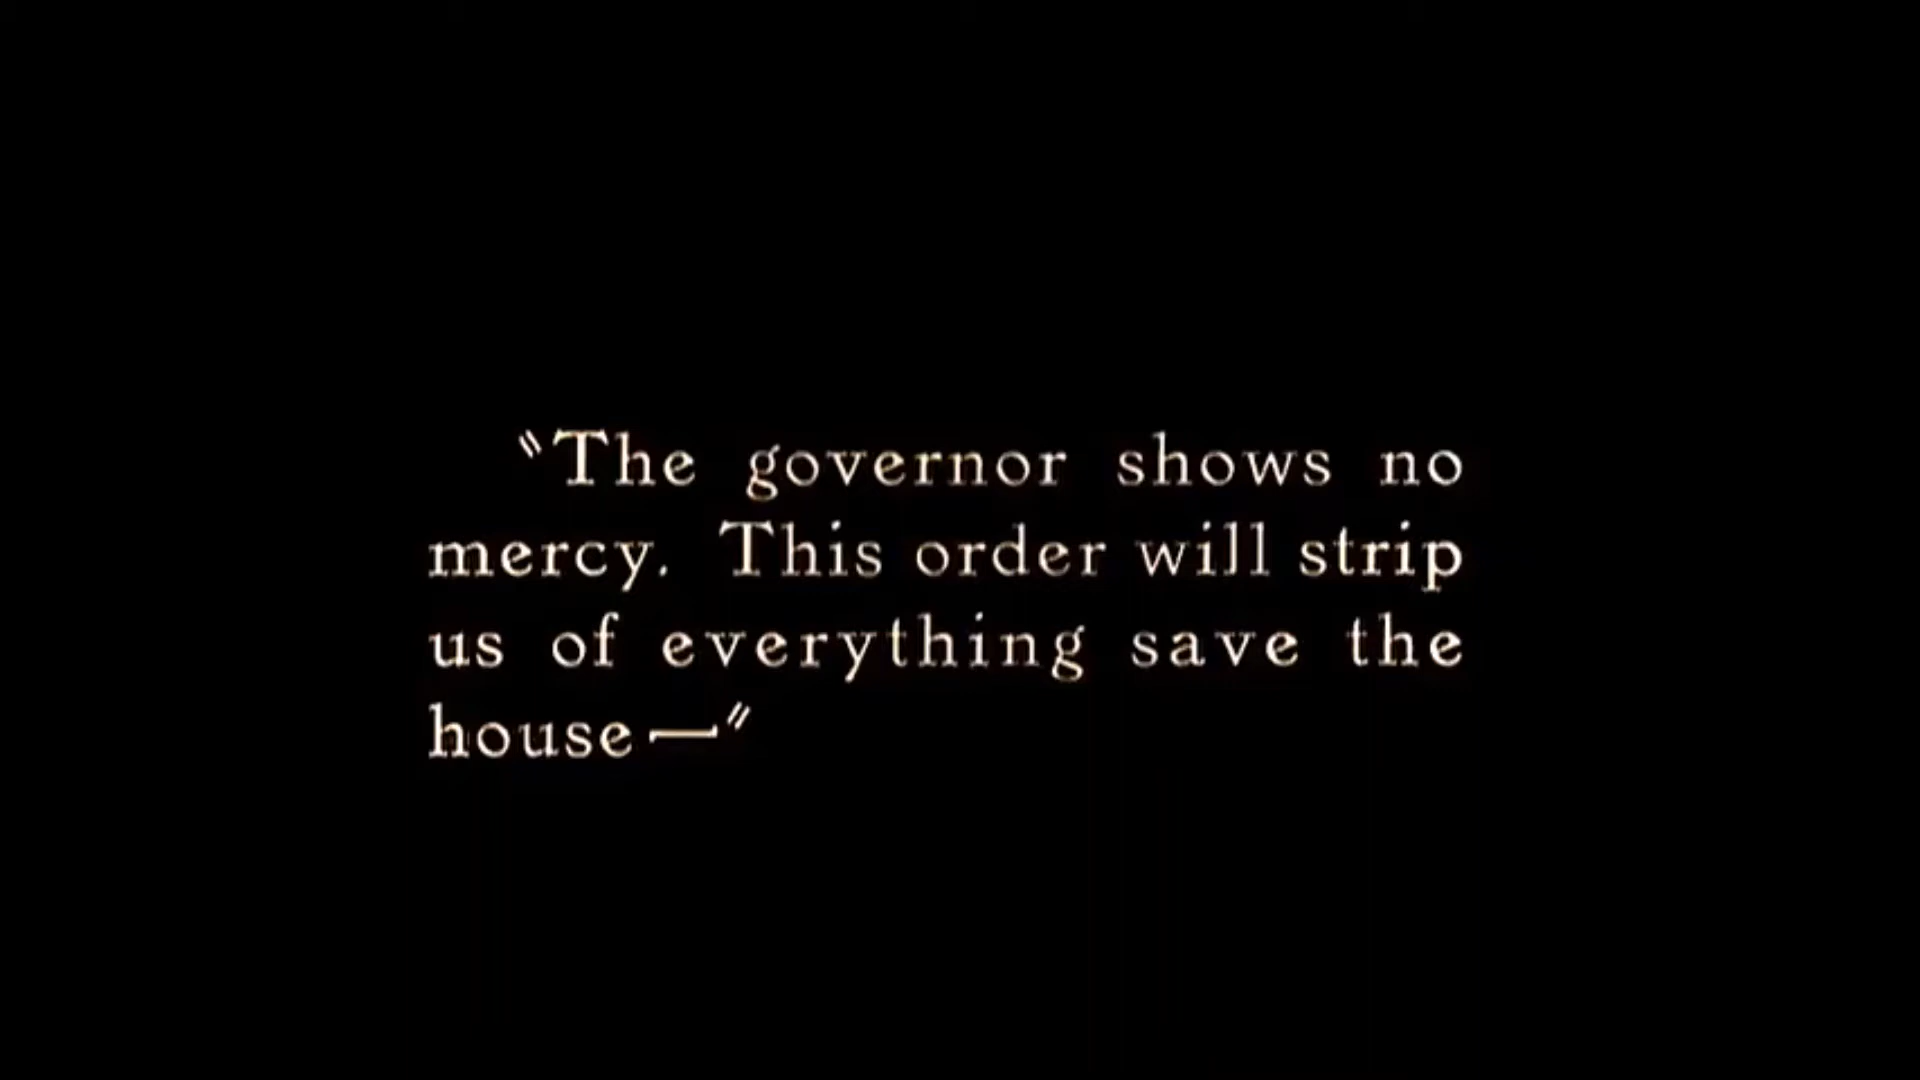 "The governor shows no
mercy. This order will strip
us of everything save the
house—"